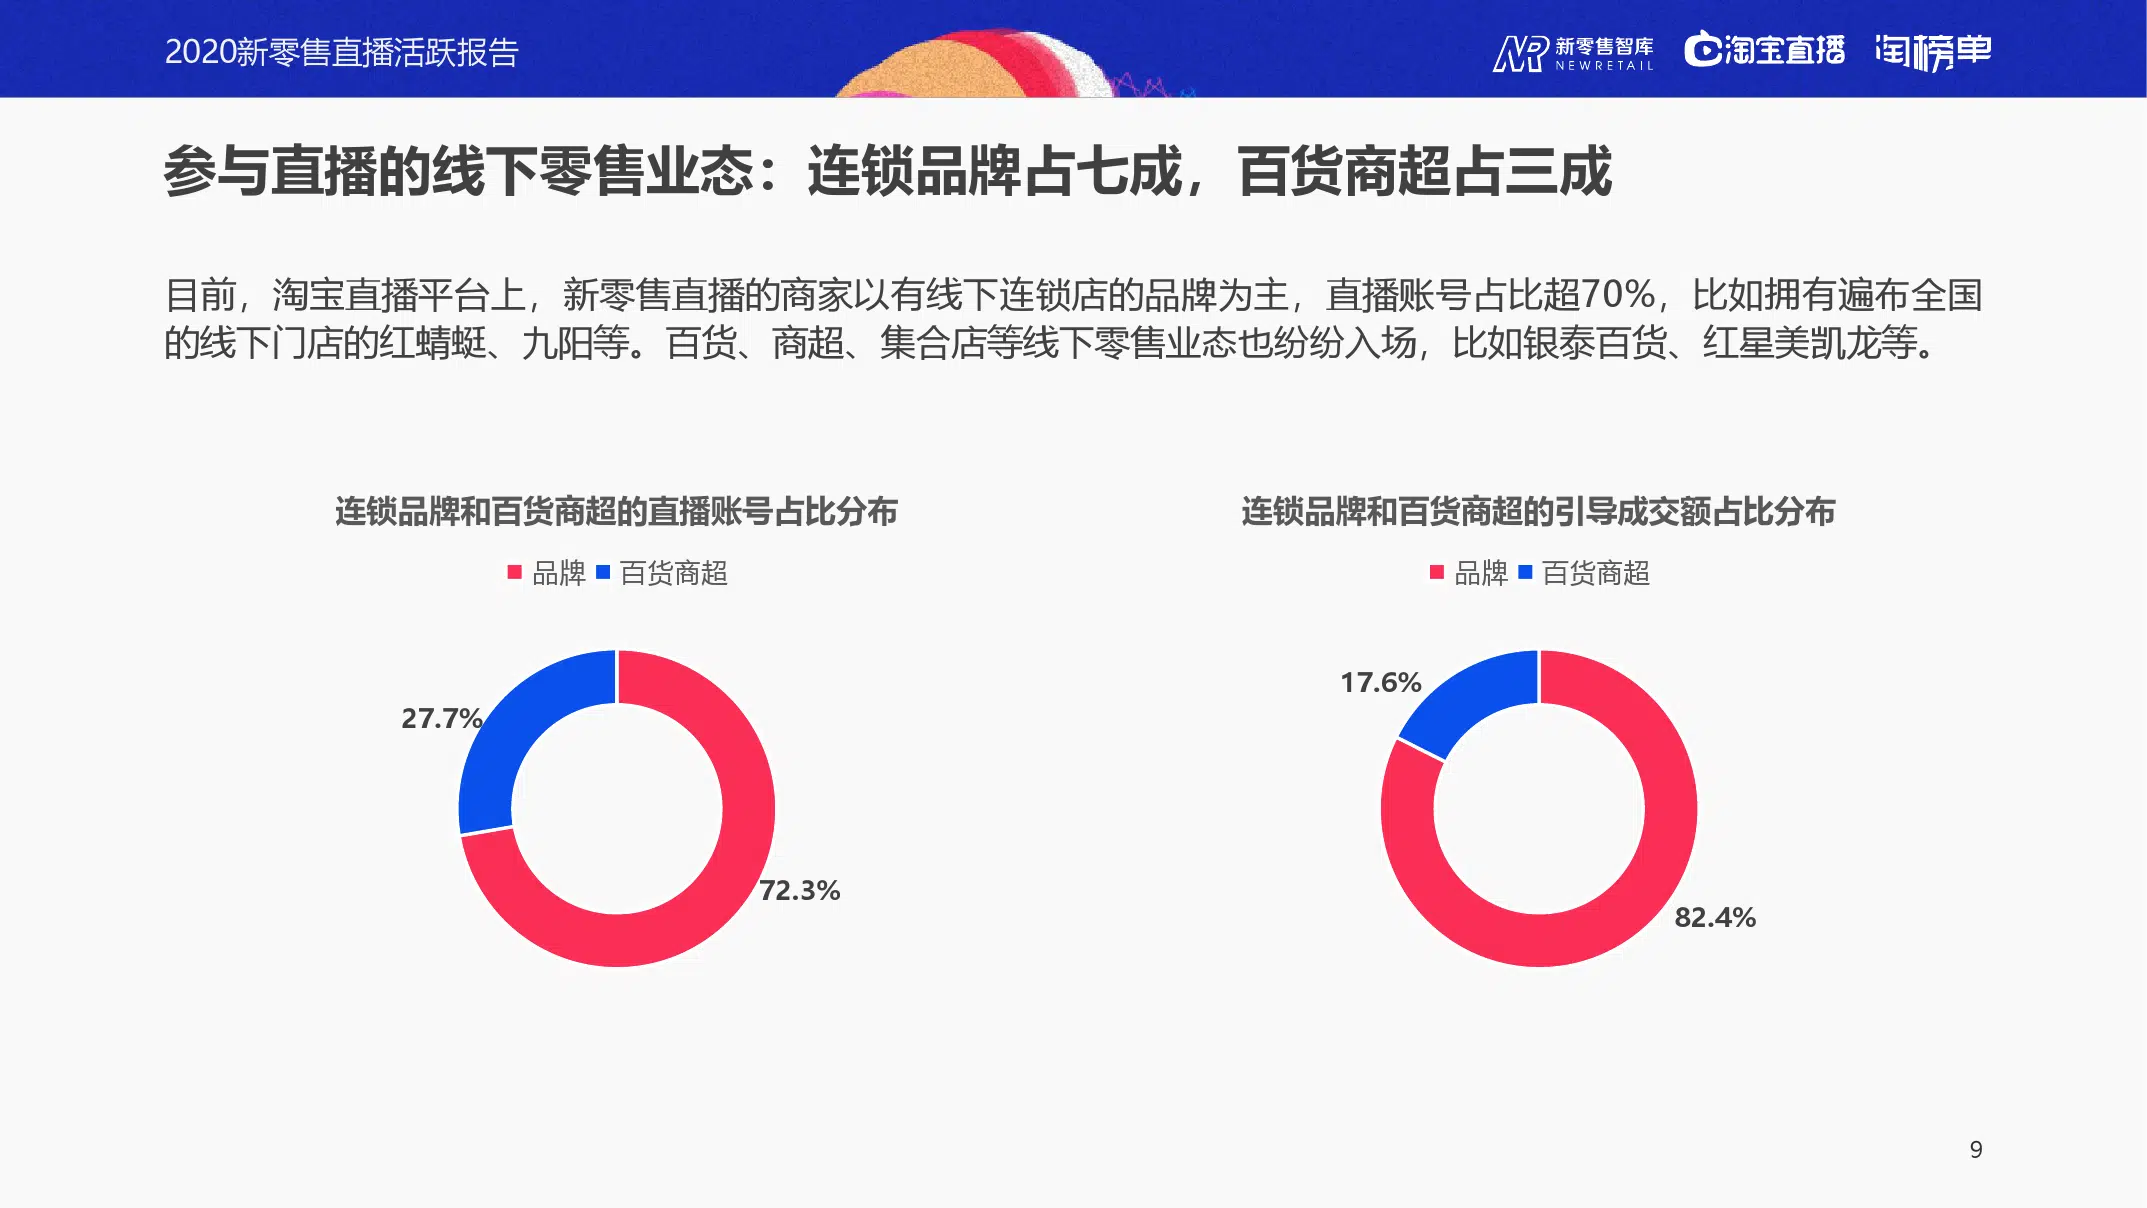 2020新零售直播活跃报告
NR 新零售智库 NEWRETAIL 淘宝直播 淘榜单
参与直播的线下零售业态：连锁品牌占七成，百货商超占三成
目前，淘宝直播平台上，新零售直播的商家以有线下连锁店的品牌为主，直播账号占比超70%，比如拥有遍布全国
的线下门店的红蜻蜓、九阳等。百货、商超、集合店等线下零售业态也纷纷入场，比如银泰百货、红星美凯龙等。
连锁品牌和百货商超的直播账号占比分布
品牌 百货商超
27.7%
72.3%
连锁品牌和百货商超的引导成交额占比分布
品牌 百货商超
17.6%
82.4%
9